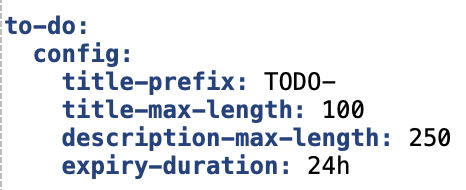 to-do:
  config:
    title-prefix: TODO-
    title-max-length: 100
    description-max-length: 250
    expiry-duration: 24h